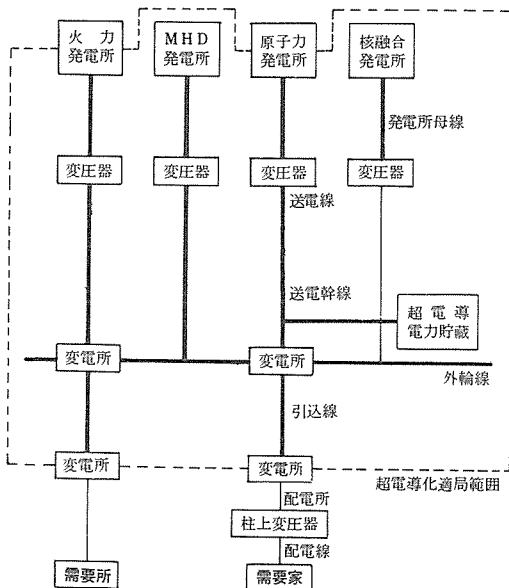 火力
発電所
MHD
発電所
原子力
発電所
核融合
発電所
発電所母線
変圧器
変圧器
変圧器
変圧器
送電線
送電幹線
超電導
電力貯蔵
変電所
変電所
外輪線
引込線
変電所
変電所
超電導化適局範囲
配電所
柱上変圧器
配電線
需要所
需要家